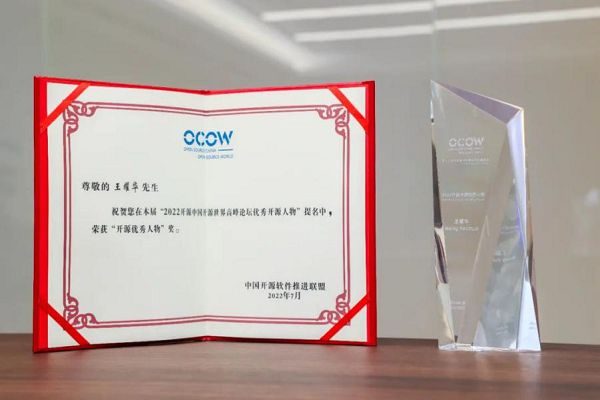 OCOW
OPEN SOURCE CHINA
OPEN SOURCE WORLD
尊敬的 王耀华 先生
祝贺您在本届“2022开源中国开源世界高峰论坛优秀开源人物”提名中，
荣获“开源优秀人物”奖。
中国开源软件推进联盟
2022年7月
OCOW